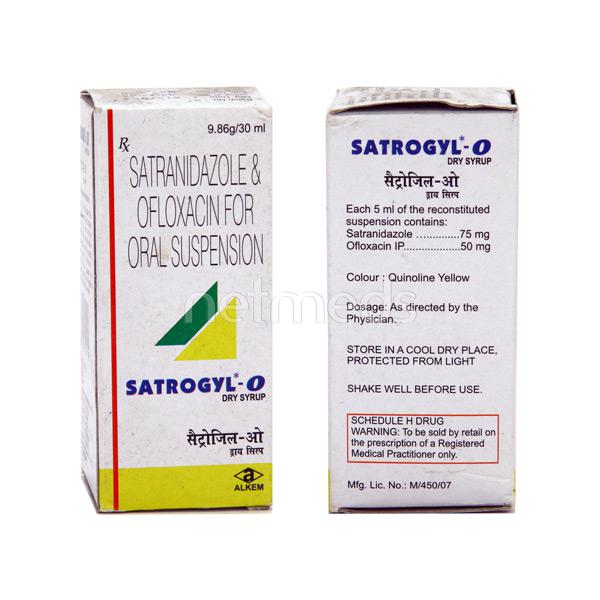 9.86g/30 ml
Rx
SATRANIDAZOLE &
OFLOXACIN FOR
ORAL SUSPENSION
netmeds
SATROGYL*-O
DRY SYRUP
सैट्रोजिल-ओ
ड्राय सिरप
ALKEM
SATROGYL*-O
DRY SYRUP
सैट्रोजिल-ओ
ड्राय सिरप
Each 5 ml of the reconstituted
suspension contains:
Satranidazole ..............75 mg
Ofloxacin IP..................50 mg
Colour : Quinoline Yellow
Dosage: As directed by the
Physician.
STORE IN A COOL DRY PLACE,
PROTECTED FROM LIGHT
SHAKE WELL BEFORE USE.
SCHEDULE H DRUG
WARNING: To be sold by retail on
the prescription of a Registered
Medical Practitioner only.
Mfg. Lic. No.: M/450/07